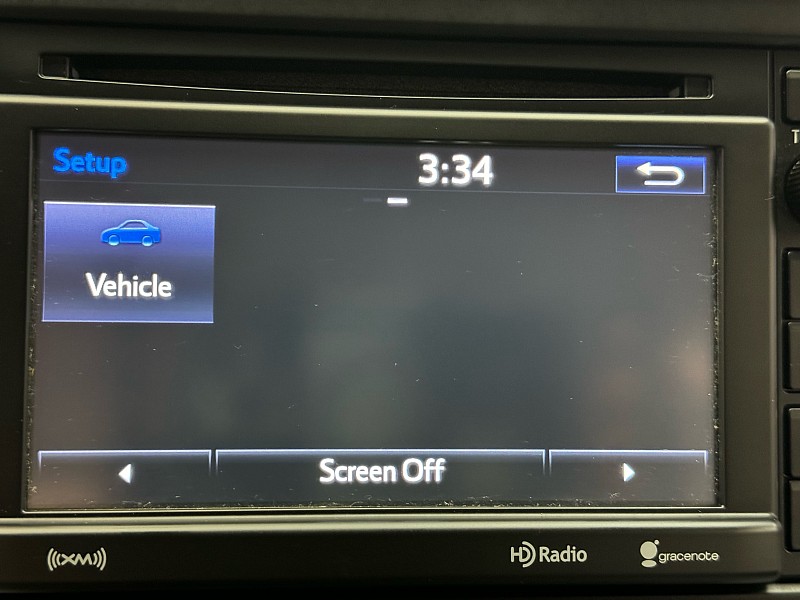 Setup
3:34
Vehicle
Screen Off
((XM))
HD Radio
gracenote
T